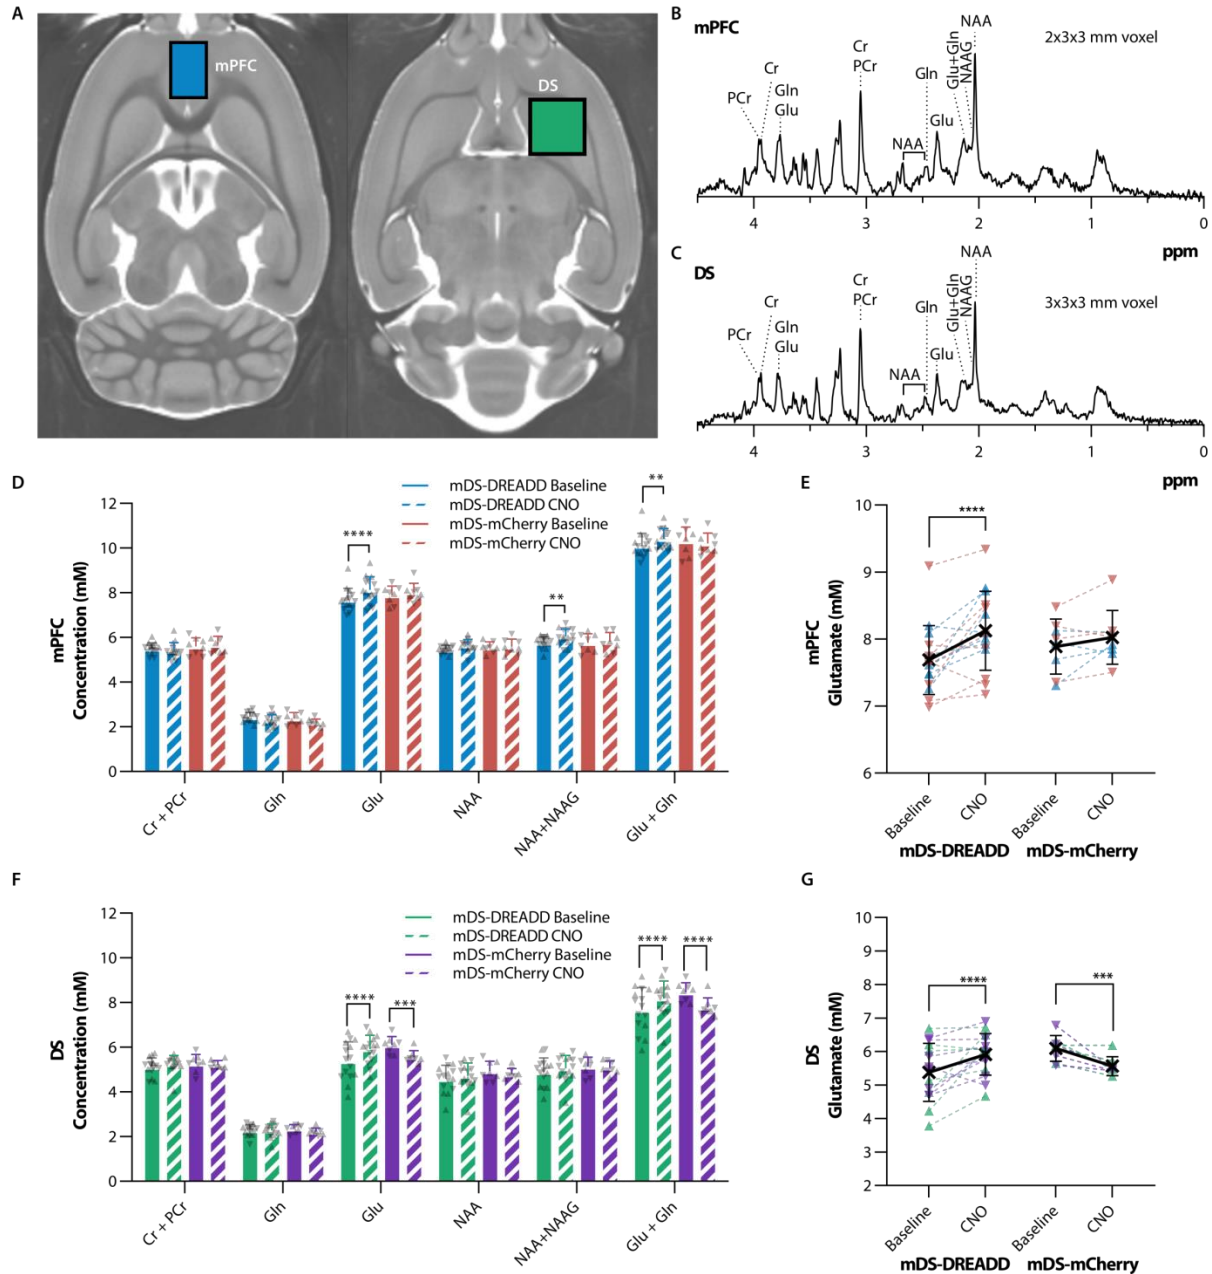 A
mPFC
DS
B
mPFC
2x3x3 mm voxel
PCr
Cr
Gln
Glu
Cr
PCr
NAA
Gln
Glu
Glu+Gln
NAAG
NAA
4 3 2 1 0
ppm
C
DS
3x3x3 mm voxel
PCr
Cr
Gln
Glu
Cr
PCr
NAA
Gln
Glu
Glu+Gln
NAAG
NAA
4 3 2 1 0
ppm
D
mDS-DREADD Baseline
mDS-DREADD CNO
mDS-mCherry Baseline
mDS-mCherry CNO
mPFC
Concentration (mM)
12
10
8
6
4
2
0
****
**
**
Cr + PCr
Gln
Glu
NAA
NAA+NAAG
Glu + Gln
E
mPFC
Glutamate (mM)
10
9
8
7
6
****
Baseline
CNO
Baseline
CNO
mDS-DREADD mDS-mCherry
F
mDS-DREADD Baseline
mDS-DREADD CNO
mDS-mCherry Baseline
mDS-mCherry CNO
DS
Concentration (mM)
12
10
8
6
4
2
0
****
***
****
****
Cr + PCr
Gln
Glu
NAA
NAA+NAAG
Glu + Gln
G
DS
Glutamate (mM)
10
9
8
7
6
5
4
3
2
****
***
Baseline
CNO
Baseline
CNO
mDS-DREADD mDS-mCherry